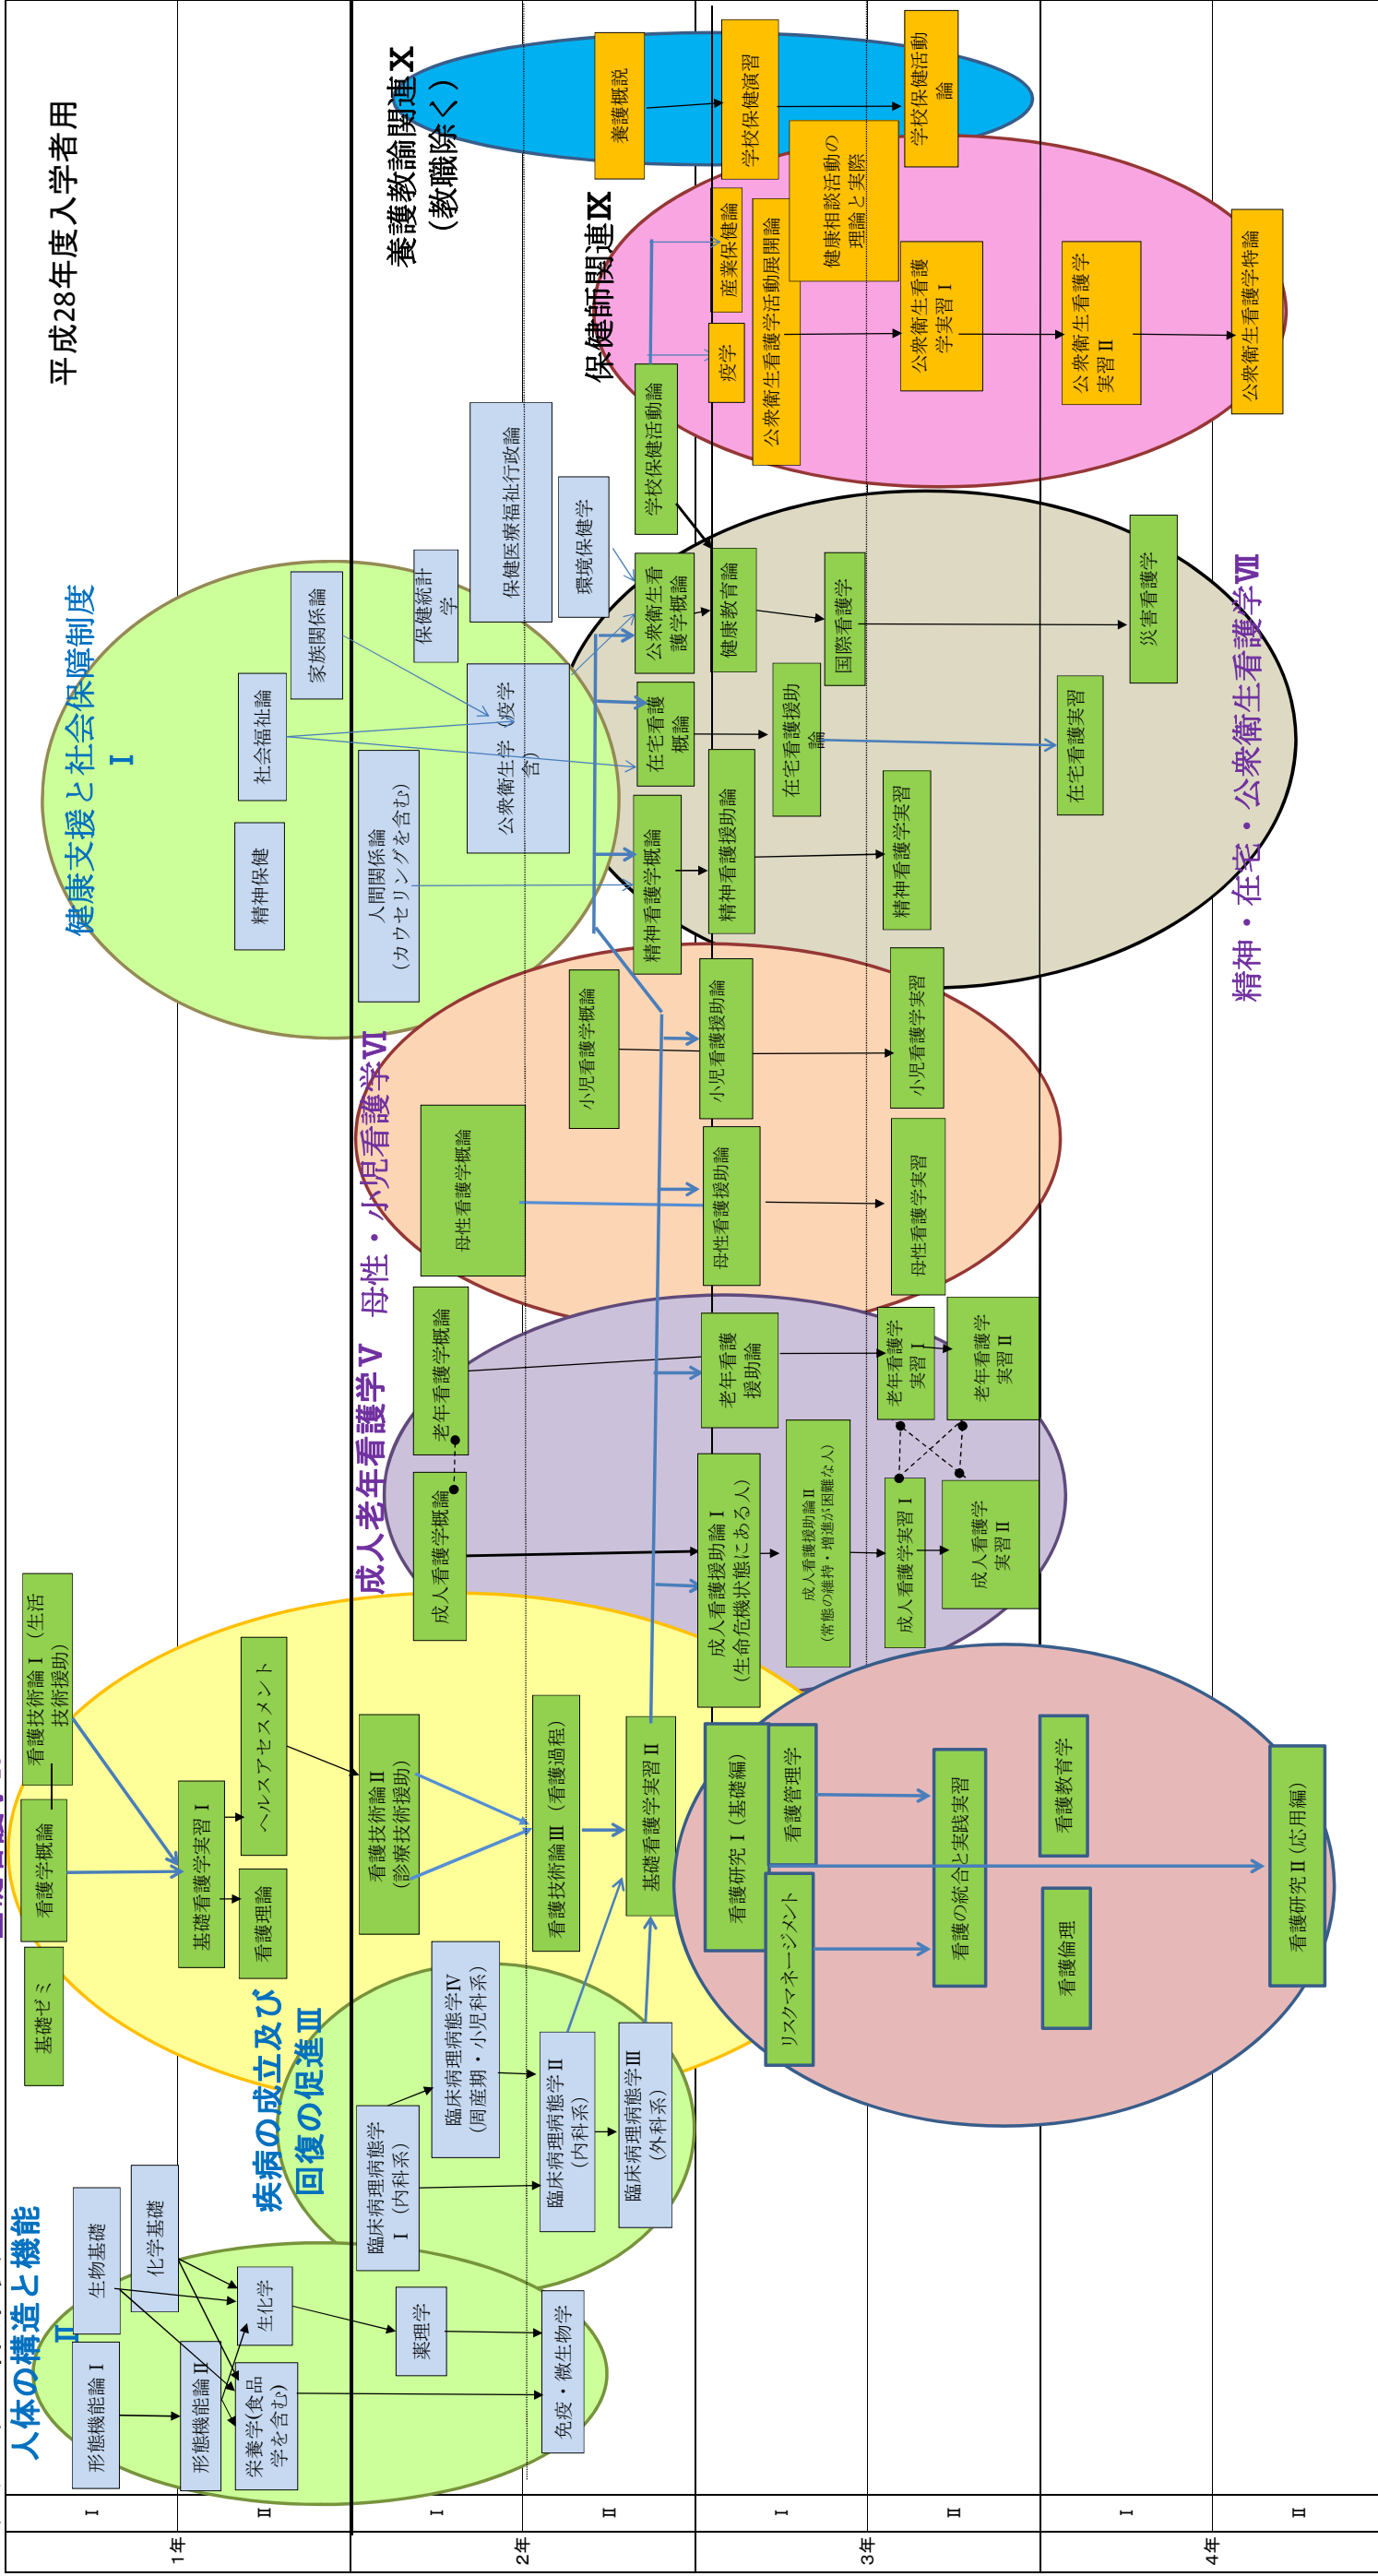 平成28年度入学者用
人体の構造と機能
Ⅱ
形態機能論Ⅰ
生物基礎
化学基礎
形態機能論Ⅱ
栄養学(食品
学を含む)
生化学
薬理学
免疫・微生物学
疾病の成立及び
回復の促進Ⅲ
臨床病理病態学
Ⅰ（内科系）
臨床病理病態学Ⅳ
(周産期・小児科系)
臨床病理病態学Ⅱ
(内科系)
臨床病理病態学Ⅲ
(外科系)
基礎ゼミ
看護学概論
看護技術論Ⅰ（生活
技術援助）
基礎看護学実習Ⅰ
看護理論
ヘルスアセスメント
看護技術論Ⅱ
(診療技術援助)
看護技術論Ⅲ（看護過程）
基礎看護学実習Ⅱ
看護研究Ⅰ（基礎編）
リスクマネージメント
看護管理学
看護の統合と実践実習
看護倫理
看護教育学
看護研究Ⅱ（応用編）
成人老年看護学Ⅴ
成人看護学概論
老年看護学概論
成人看護援助論Ⅰ
(生命危機状態にある人)
成人看護援助論Ⅱ
(常態の維持・増進が困難な人)
老年看護
援助論
成人看護学実習Ⅰ
成人看護学
実習Ⅱ
老年看護学
実習Ⅰ
老年看護学
実習Ⅱ
母性・小児看護学Ⅵ
母性看護学概論
小児看護学概論
母性看護援助論
小児看護援助論
母性看護学実習
小児看護学実習
健康支援と社会保障制度
Ⅰ
精神保健
社会福祉論
家族関係論
人間関係論
(カウセリングを含む)
保健統計
学
公衆衛生学（疫学
含）
保健医療福祉行政論
環境保健学
精神看護学概論
在宅看護
概論
公衆衛生看
護学概論
学校保健活動論
精神看護援助論
健康教育論
在宅看護援助
論
国際看護学
精神看護学実習
在宅看護実習
災害看護学
精神・在宅・公衆衛生看護学Ⅶ
保健師関連Ⅸ
疫学
産業保健論
公衆衛生看護学活動展開論
健康相談活動の
理論と実際
公衆衛生看護
学実習Ⅰ
公衆衛生看護学
実習Ⅱ
公衆衛生看護学特論
養護教諭関連Ⅹ
（教職除く）
養護概説
学校保健演習
学校保健活動
論
1年
Ⅰ
Ⅱ
2年
Ⅰ
Ⅱ
3年
Ⅰ
Ⅱ
4年
Ⅰ
Ⅱ